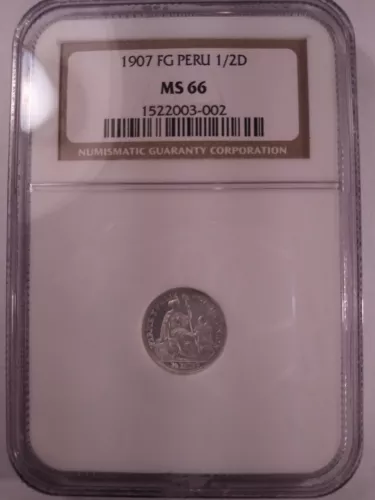 1907 FG PERU 1/2D
MS 66
1522003-002
NUMISMATIC GUARANTY CORPORATION